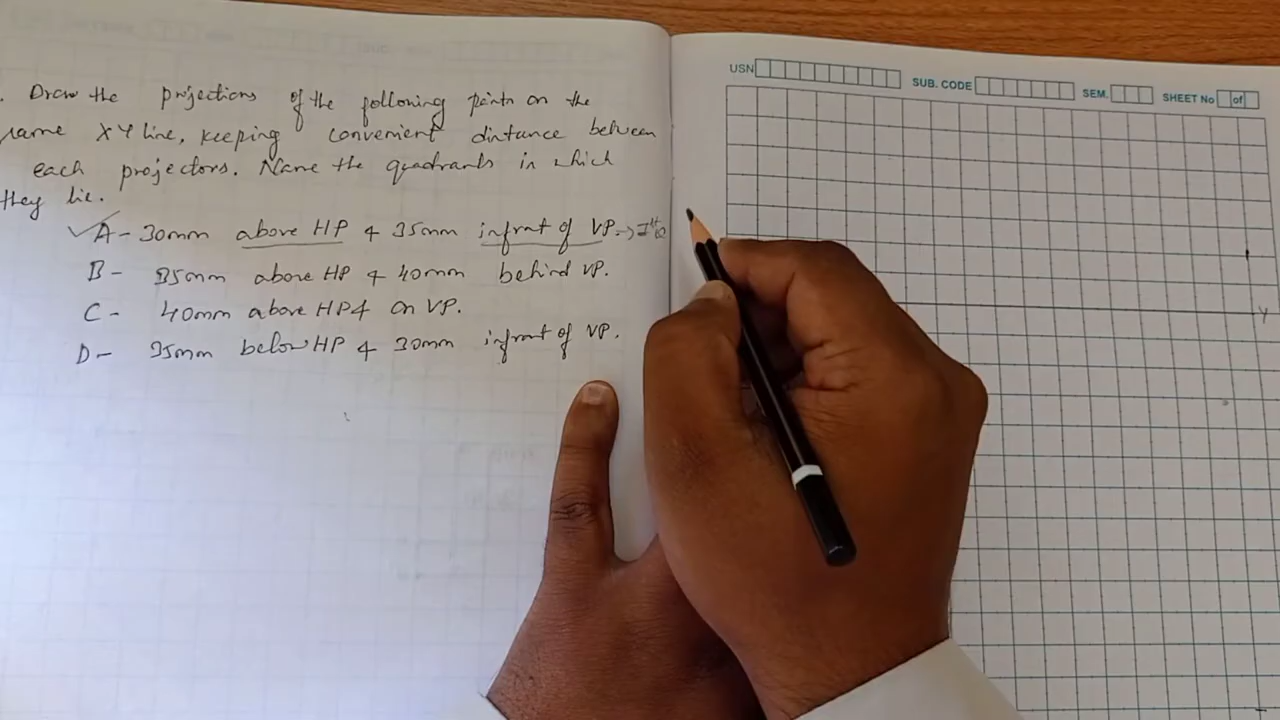 . Draw the projections of the following points on the
same XY line, keeping convenient distance between
each projectors. Name the quadrants in which
they lie.
✓A- 30mm above HP & 35mm infront of VP. →Iˢᵗ Q
B- 35mm above HP & 40mm behind VP.
C- 40mm above HP & On VP.
D- 35mm below HP & 30mm infront of VP.
USN SUB. CODE SEM. SHEET No of
Y